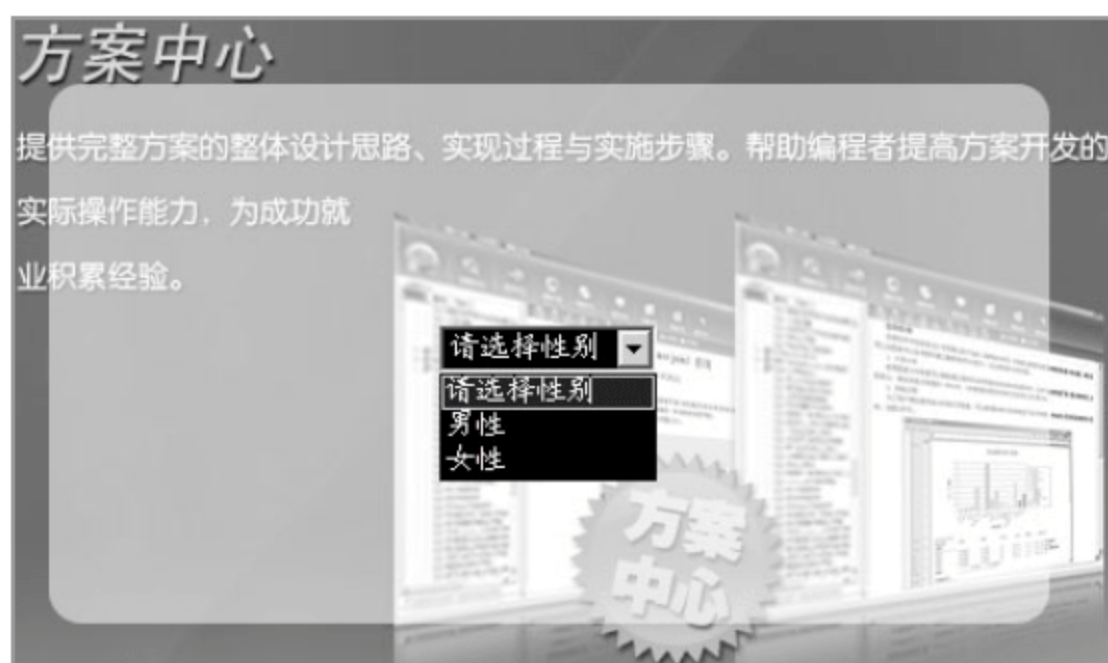 方案中心
提供完整方案的整体设计思路、实现过程与实施步骤。帮助编程者提高方案开发的
实际操作能力，为成功就
业积累经验。
请选择性别
请选择性别
男性
女性
方案
中心